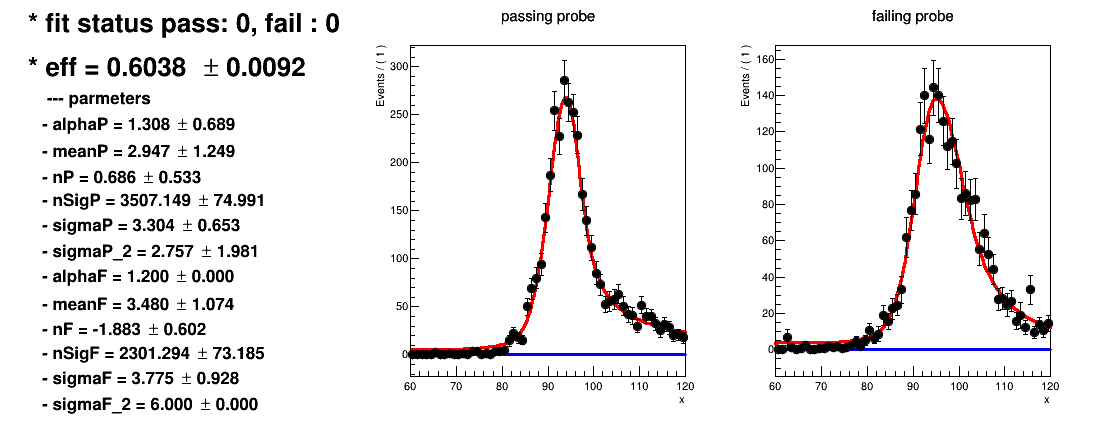 * fit status pass: 0, fail : 0
* eff = 0.6038 ± 0.0092
--- parmeters
- alphaP = 1.308 ± 0.689
- meanP = 2.947 ± 1.249
- nP = 0.686 ± 0.533
- nSigP = 3507.149 ± 74.991
- sigmaP = 3.304 ± 0.653
- sigmaP_2 = 2.757 ± 1.981
- alphaF = 1.200 ± 0.000
- meanF = 3.480 ± 1.074
- nF = -1.883 ± 0.602
- nSigF = 2301.294 ± 73.185
- sigmaF = 3.775 ± 0.928
- sigmaF_2 = 6.000 ± 0.000
passing probe
Events / ( 1 )
300
250
200
150
100
50
0
60 70 80 90 100 110 120
x
failing probe
Events / ( 1 )
160
140
120
100
80
60
40
20
0
60 70 80 90 100 110 120
x